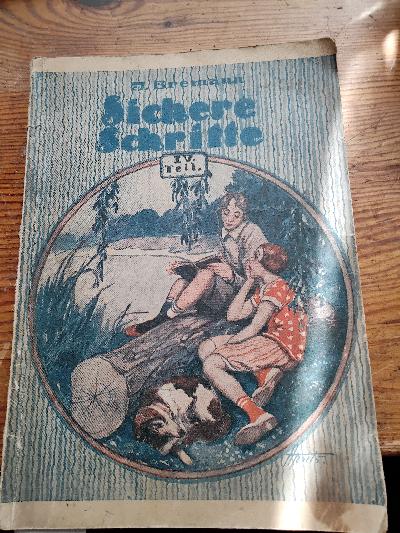 J. Bremann
Sichere
Schritte
IV.
Teil.